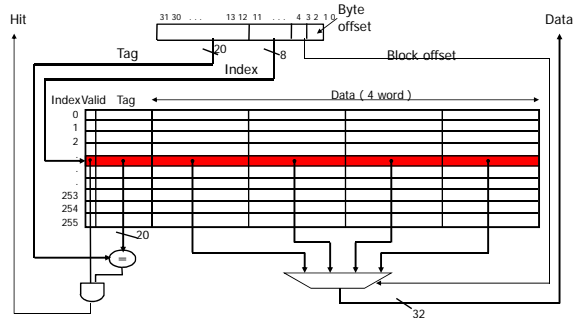 Hit
Byte
offset
Data
31 30 . . . 13 12 11 ... 4 3 2 1 0
20
8
Tag
Index
Block offset
Index Valid Tag
Data ( 4 word )
0
1
2
.
.
.
253
254
255
20
=
32